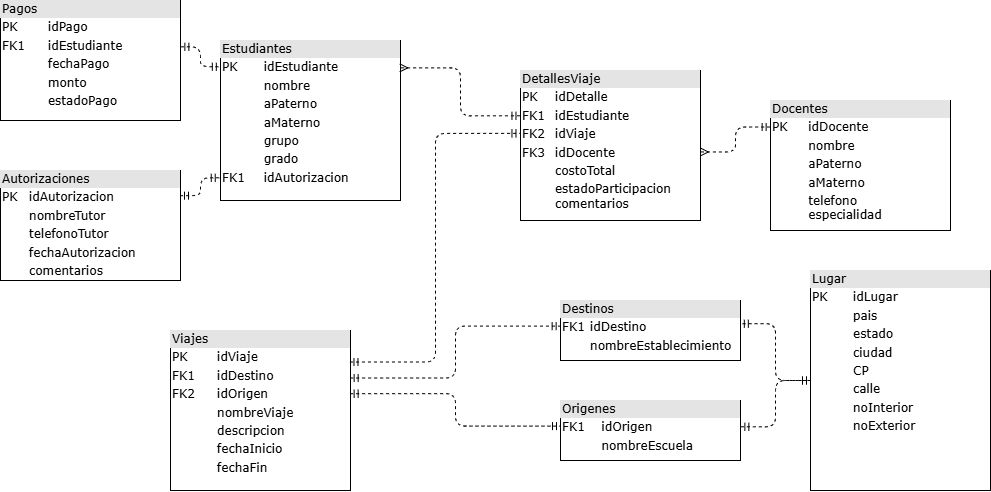 Pagos
PK idPago
FK1 idEstudiante
fechaPago
monto
estadoPago
Estudiantes
PK idEstudiante
nombre
aPaterno
aMaterno
grupo
grado
FK1 idAutorizacion
Autorizaciones
PK idAutorizacion
nombreTutor
telefonoTutor
fechaAutorizacion
comentarios
DetallesViaje
PK idDetalle
FK1 idEstudiante
FK2 idViaje
FK3 idDocente
costoTotal
estadoParticipacion
comentarios
Docentes
PK idDocente
nombre
aPaterno
aMaterno
telefono
especialidad
Viajes
PK idViaje
FK1 idDestino
FK2 idOrigen
nombreViaje
descripcion
fechaInicio
fechaFin
Destinos
FK1 idDestino
nombreEstablecimiento
Origenes
FK1 idOrigen
nombreEscuela
Lugar
PK idLugar
pais
estado
ciudad
CP
calle
noInterior
noExterior